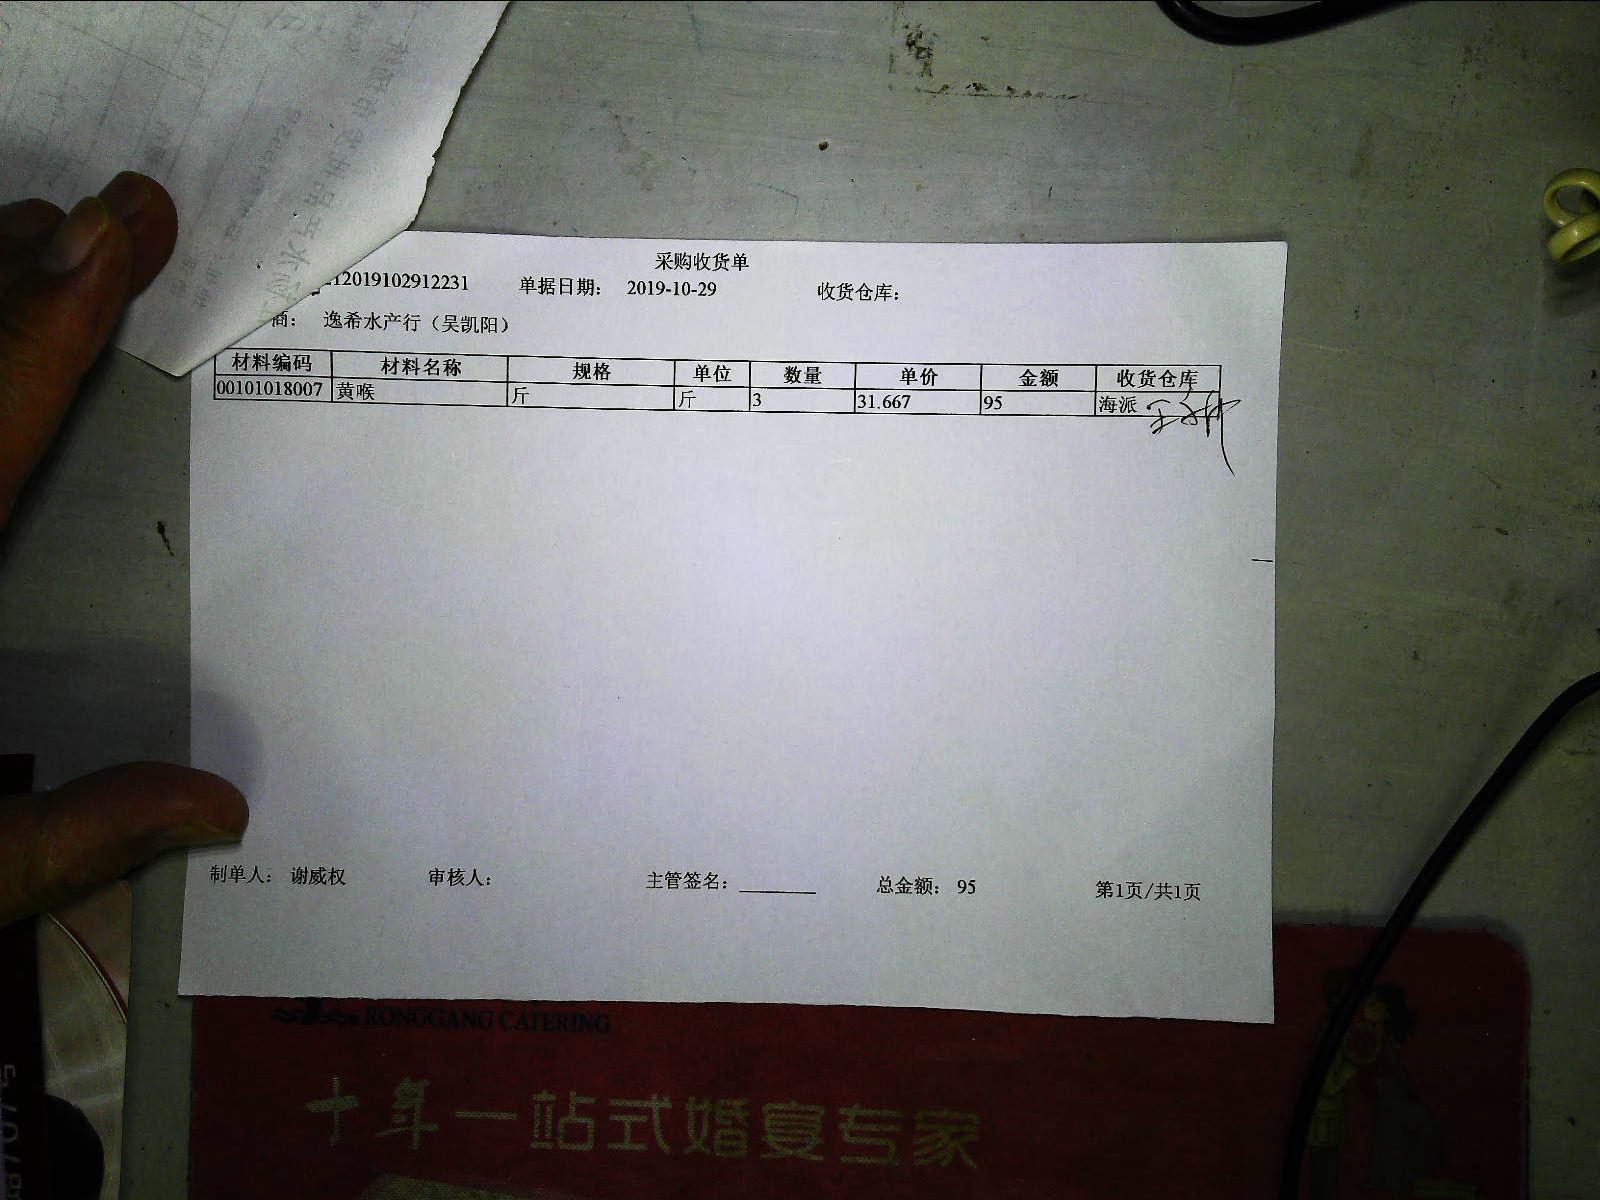 采购收货单
12019102912231 单据日期： 2019-10-29 收货仓库：
商： 逸希水产行（吴凯阳）
材料编码 材料名称 规格 单位 数量 单价 金额 收货仓库
00101018007 黄喉 斤 斤 3 31.667 95 海派
制单人： 谢威权 审核人： 主管签名： 总金额： 95 第1页/共1页
RONGGANG CATERING
十年一站式婚宴专家